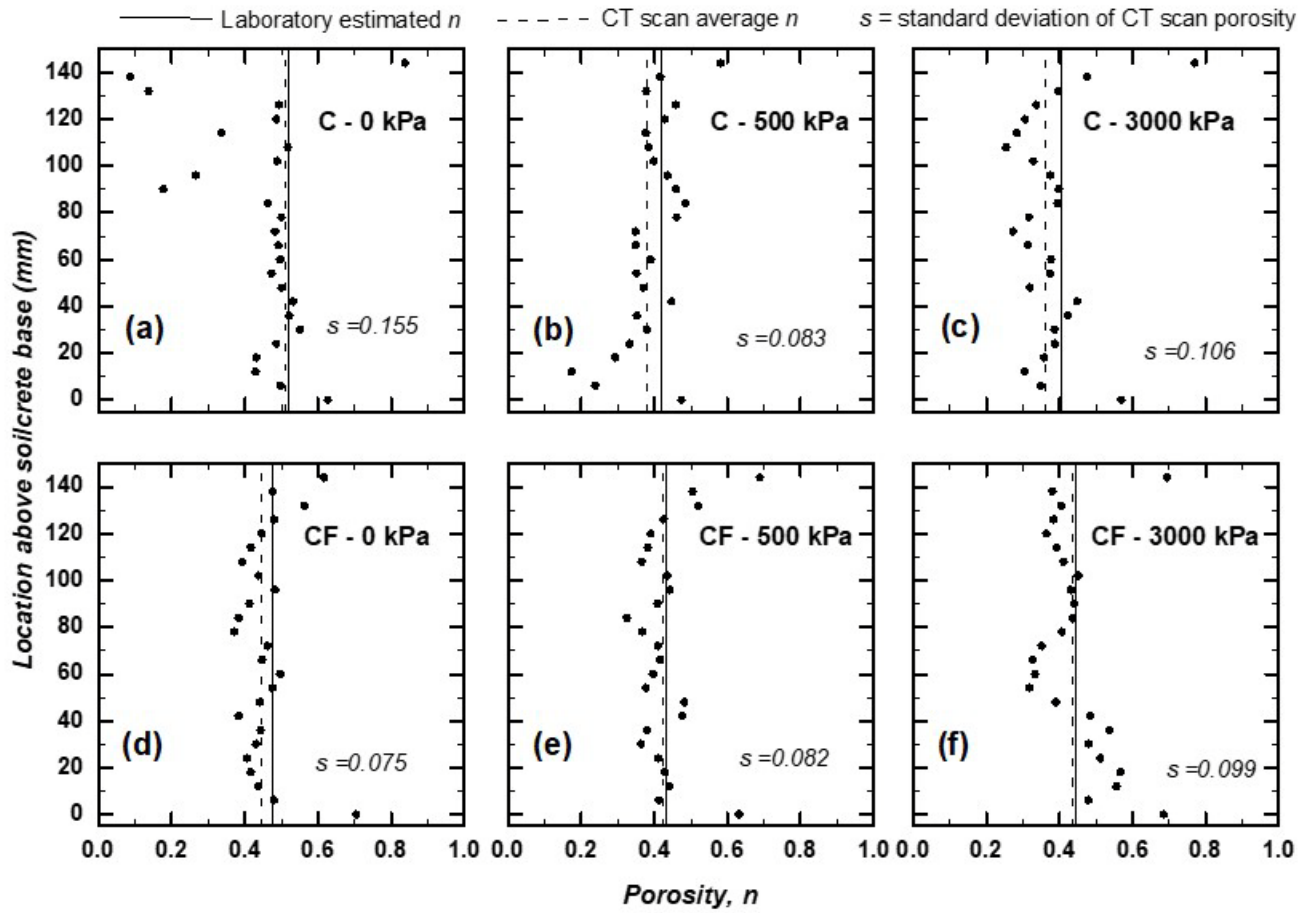 Laboratory estimated n
CT scan average n
s = standard deviation of CT scan porosity
Location above soilcrete base (mm)
140
120
100
80
60
40
20
0
C - 0 kPa
(a)
s =0.155
C - 500 kPa
(b)
s =0.083
C - 3000 kPa
(c)
s =0.106
140
120
100
80
60
40
20
0
CF - 0 kPa
(d)
s =0.075
CF - 500 kPa
(e)
s =0.082
CF - 3000 kPa
(f)
s =0.099
0.0 0.2 0.4 0.6 0.8 1.0
0.0 0.2 0.4 0.6 0.8 1.0
0.0 0.2 0.4 0.6 0.8 1.0
Porosity, n